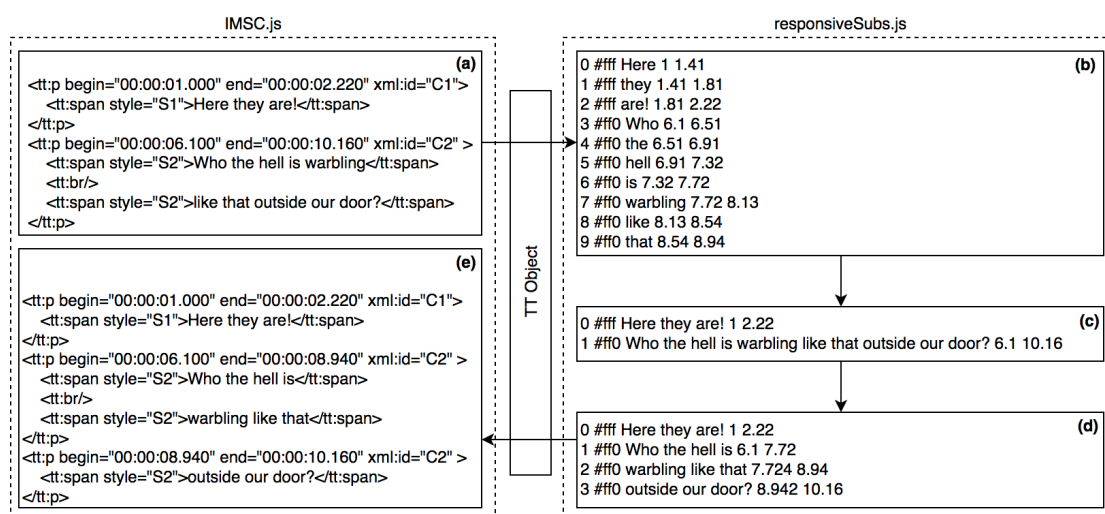 IMSC.js
(a)
<tt:p begin="00:00:01.000" end="00:00:02.220" xml:id="C1">
<tt:span style="S1">Here they are!</tt:span>
</tt:p>
<tt:p begin="00:00:06.100" end="00:00:10.160" xml:id="C2" >
<tt:span style="S2">Who the hell is warbling</tt:span>
<tt:br/>
<tt:span style="S2">like that outside our door?</tt:span>
</tt:p>
(e)
<tt:p begin="00:00:01.000" end="00:00:02.220" xml:id="C1">
<tt:span style="S1">Here they are!</tt:span>
</tt:p>
<tt:p begin="00:00:06.100" end="00:00:08.940" xml:id="C2" >
<tt:span style="S2">Who the hell is</tt:span>
<tt:br/>
<tt:span style="S2">warbling like that</tt:span>
</tt:p>
<tt:p begin="00:00:08.940" end="00:00:10.160" xml:id="C2" >
<tt:span style="S2">outside our door?</tt:span>
</tt:p>
TT Object
responsiveSubs.js
(b)
0 #fff Here 1 1.41
1 #fff they 1.41 1.81
2 #fff are! 1.81 2.22
3 #ff0 Who 6.1 6.51
4 #ff0 the 6.51 6.91
5 #ff0 hell 6.91 7.32
6 #ff0 is 7.32 7.72
7 #ff0 warbling 7.72 8.13
8 #ff0 like 8.13 8.54
9 #ff0 that 8.54 8.94
(c)
0 #fff Here they are! 1 2.22
1 #ff0 Who the hell is warbling like that outside our door? 6.1 10.16
(d)
0 #fff Here they are! 1 2.22
1 #ff0 Who the hell is 6.1 7.72
2 #ff0 warbling like that 7.724 8.94
3 #ff0 outside our door? 8.942 10.16